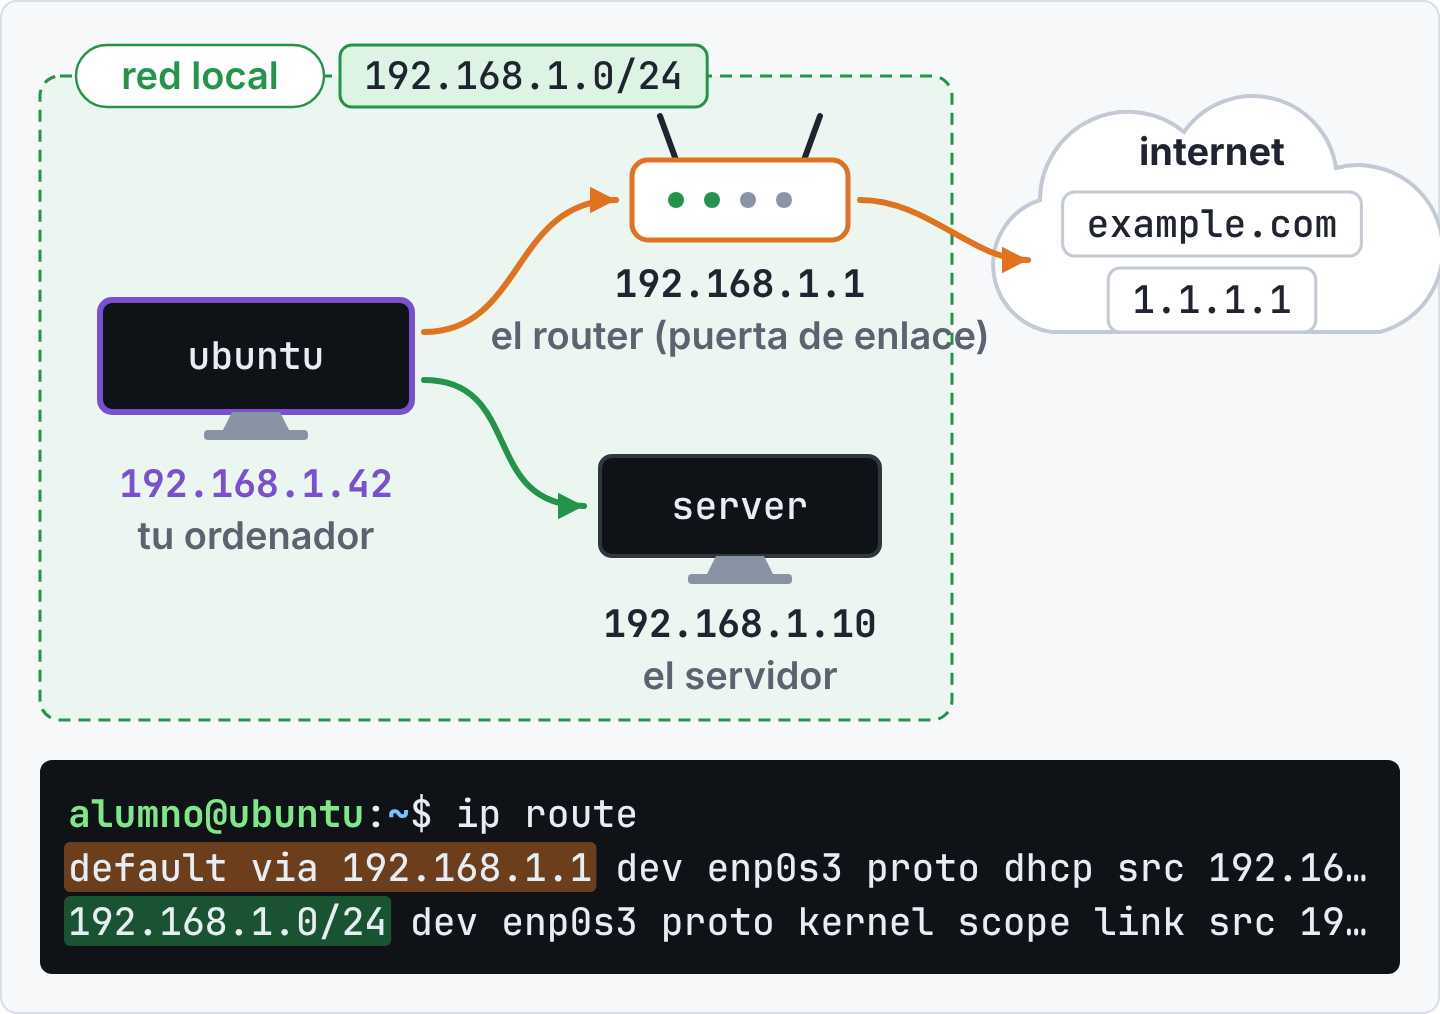 red local
192.168.1.0/24
internet
example.com
1.1.1.1
192.168.1.1
el router (puerta de enlace)
ubuntu
192.168.1.42
tu ordenador
server
192.168.1.10
el servidor
alumno@ubuntu:~$ ip route
default via 192.168.1.1 dev enp0s3 proto dhcp src 192.16…
192.168.1.0/24 dev enp0s3 proto kernel scope link src 19…